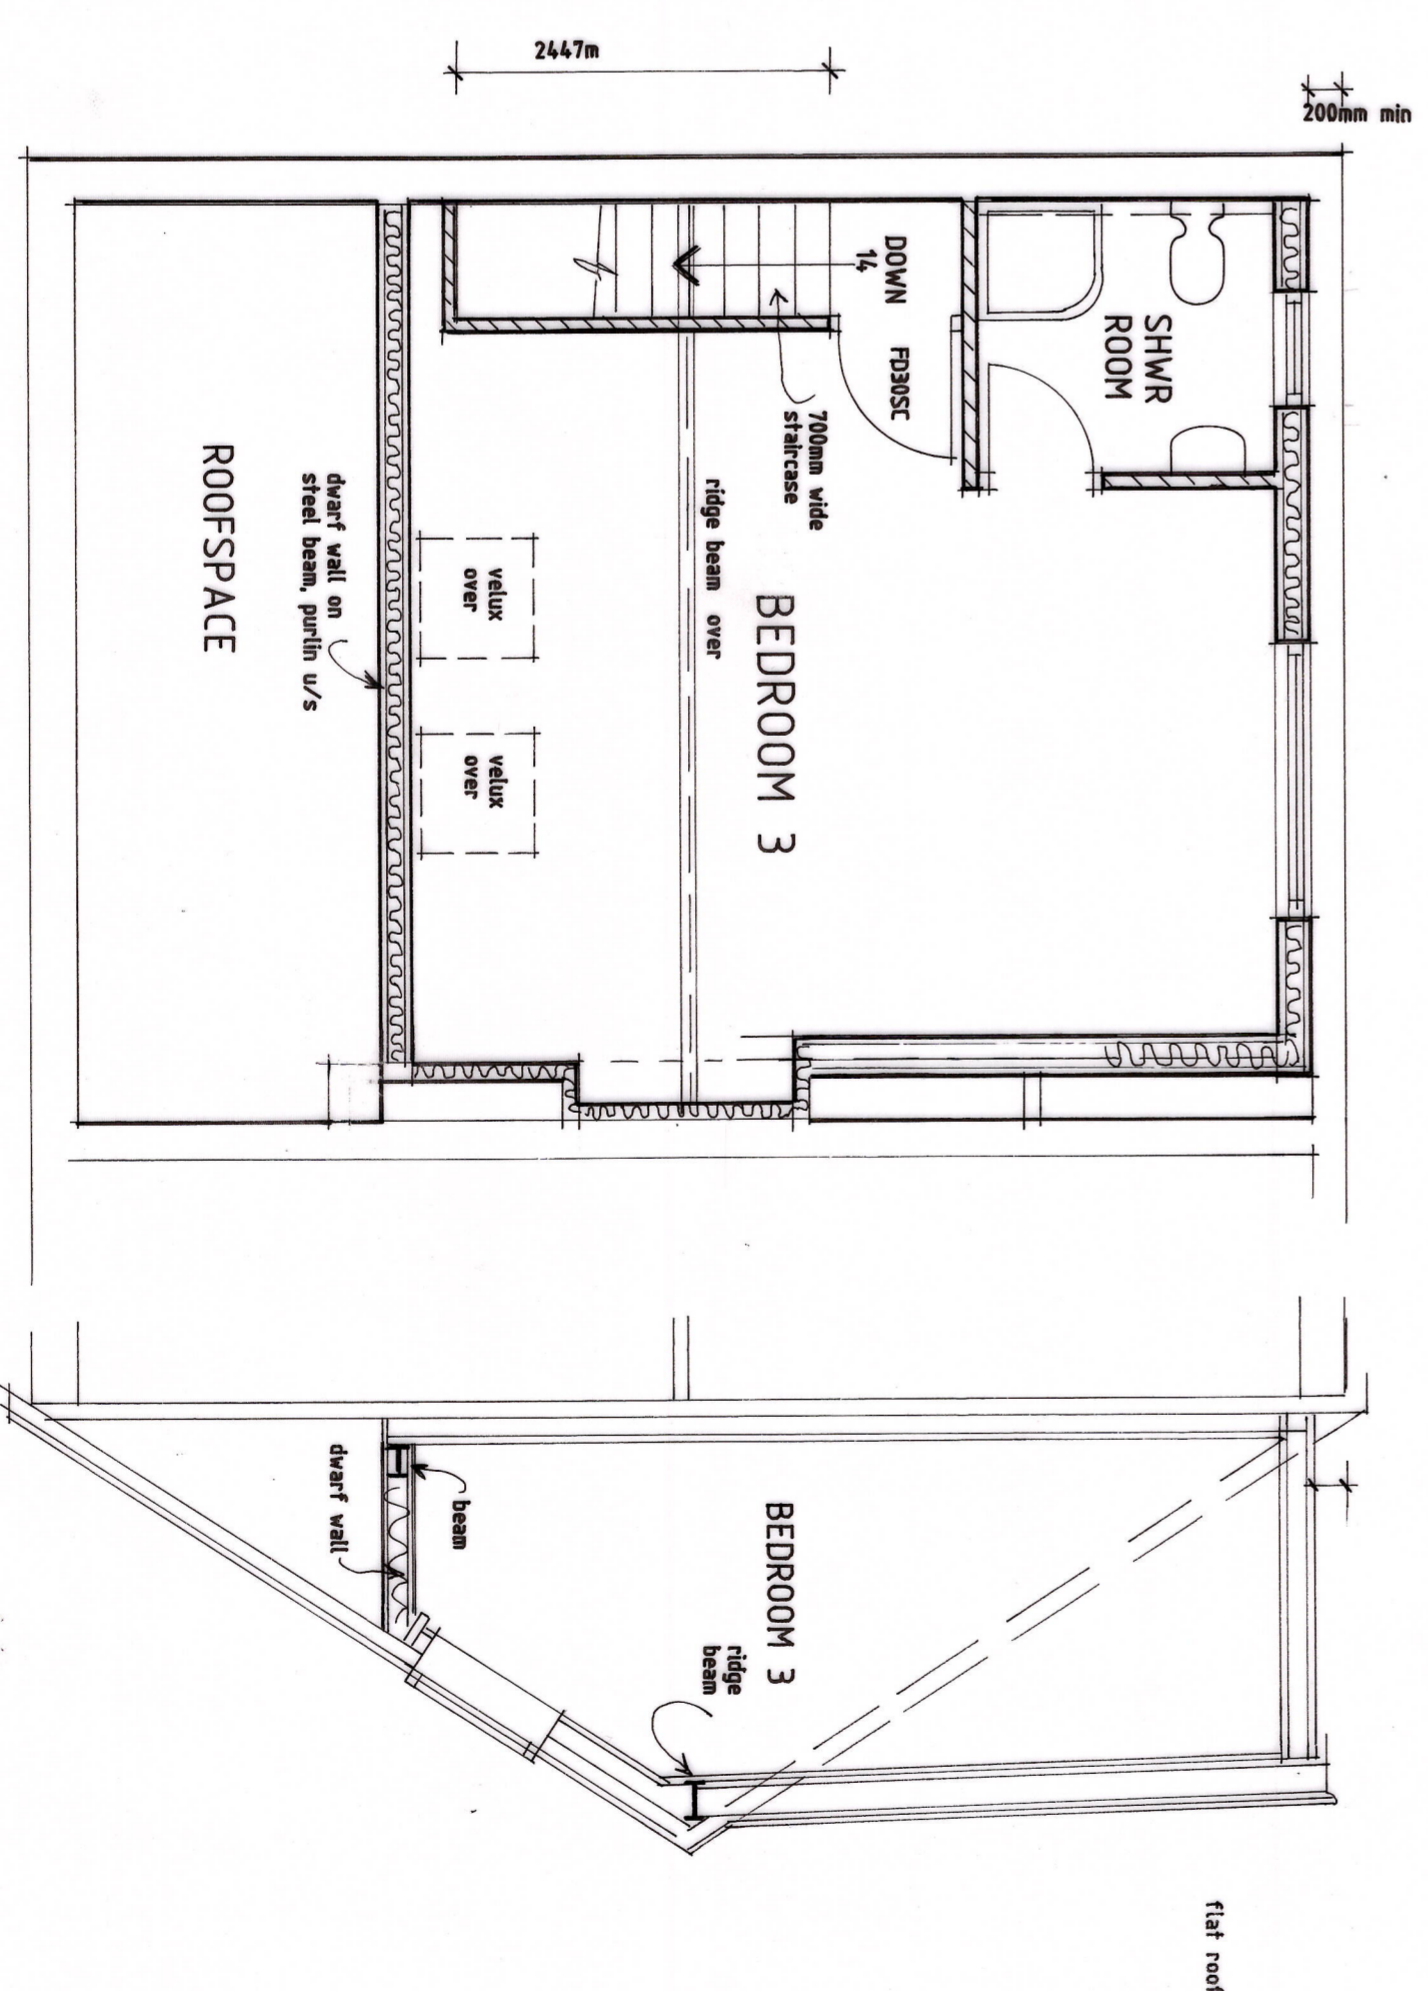 2447m
200mm min
DOWN
14
FD30SC
SHWR
ROOM
700mm wide
staircase
ridge beam over
BEDROOM 3
velux
over
velux
over
dwarf wall on
steel beam, purlin u/s
ROOFSPACE
beam
dwarf wall
BEDROOM 3
ridge
beam
flat roof